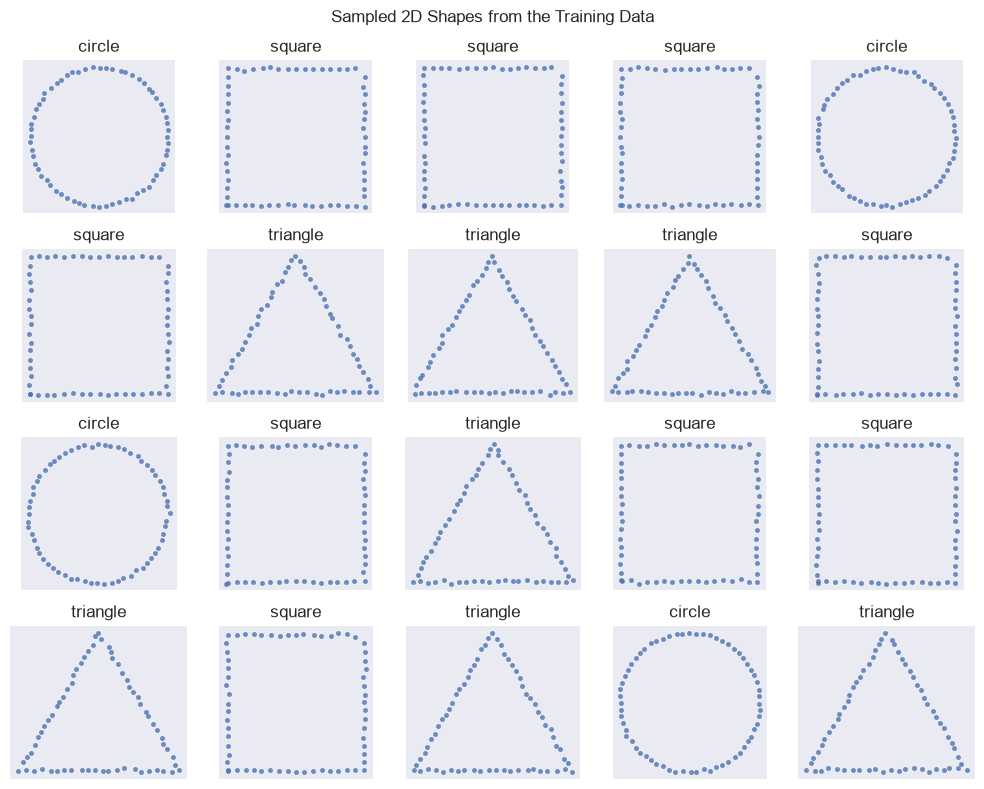 Sampled 2D Shapes from the Training Data
circle square square square circle
square triangle triangle triangle square
circle square triangle square square
triangle square triangle circle triangle